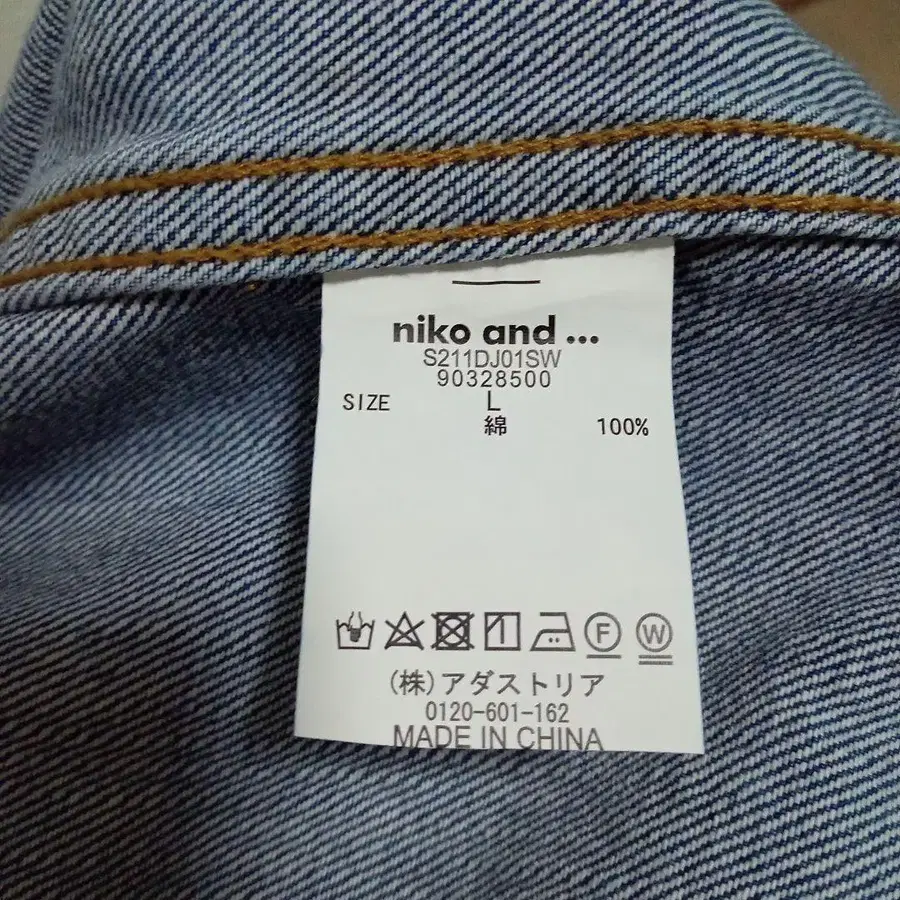 niko and ...
S211DJ01SW
90328500
SIZE L
綿 100%
F W
(株)アダストリア
0120-601-162
MADE IN CHINA